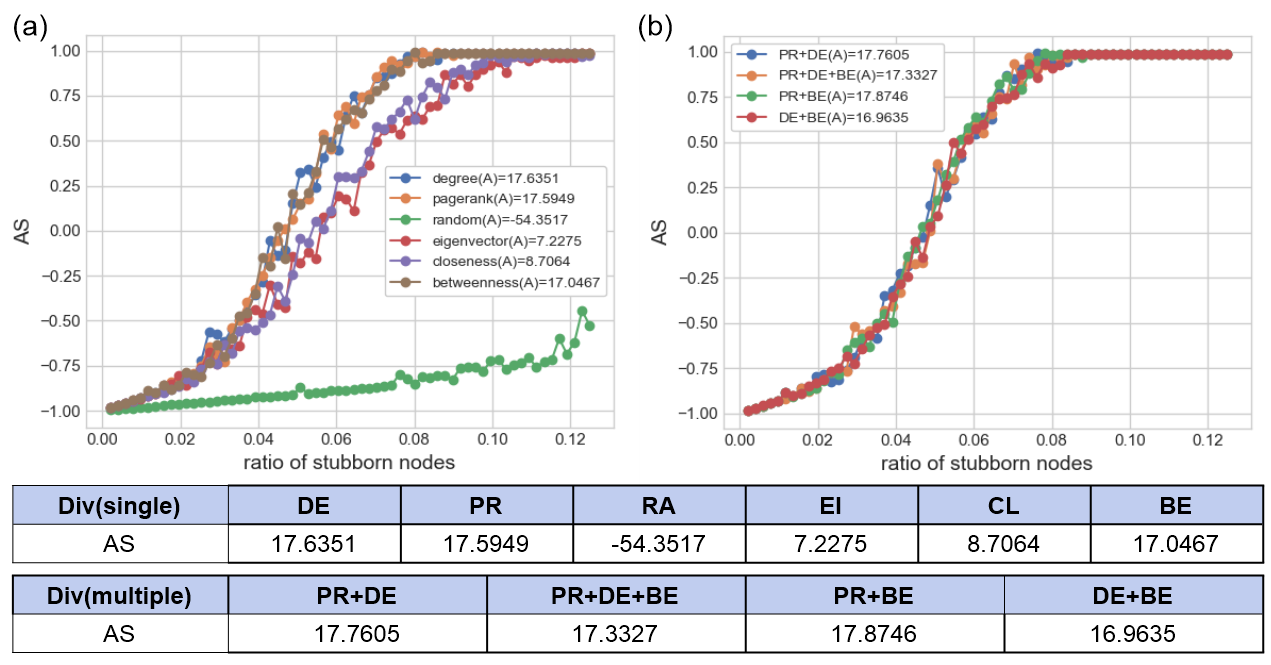 (a)
1.00
0.75
0.50
0.25
0.00
−0.25
−0.50
−0.75
−1.00
AS
degree(A)=17.6351
pagerank(A)=17.5949
random(A)=-54.3517
eigenvector(A)=7.2275
closeness(A)=8.7064
betweenness(A)=17.0467
0.00 0.02 0.04 0.06 0.08 0.10 0.12
ratio of stubborn nodes
(b)
1.00
0.75
0.50
0.25
0.00
−0.25
−0.50
−0.75
−1.00
AS
PR+DE(A)=17.7605
PR+DE+BE(A)=17.3327
PR+BE(A)=17.8746
DE+BE(A)=16.9635
0.00 0.02 0.04 0.06 0.08 0.10 0.12
ratio of stubborn nodes
Div(single) DE PR RA EI CL BE
AS 17.6351 17.5949 -54.3517 7.2275 8.7064 17.0467
Div(multiple) PR+DE PR+DE+BE PR+BE DE+BE
AS 17.7605 17.3327 17.8746 16.9635